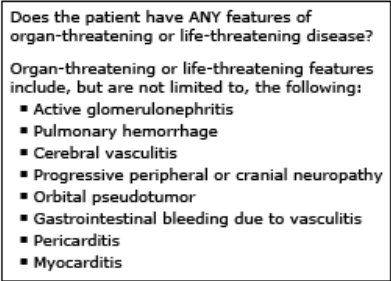 Does the patient have ANY features of
organ-threatening or life-threatening disease?
Organ-threatening or life-threatening features
include, but are not limited to, the following:
▪ Active glomerulonephritis
▪ Pulmonary hemorrhage
▪ Cerebral vasculitis
▪ Progressive peripheral or cranial neuropathy
▪ Orbital pseudotumor
▪ Gastrointestinal bleeding due to vasculitis
▪ Pericarditis
▪ Myocarditis